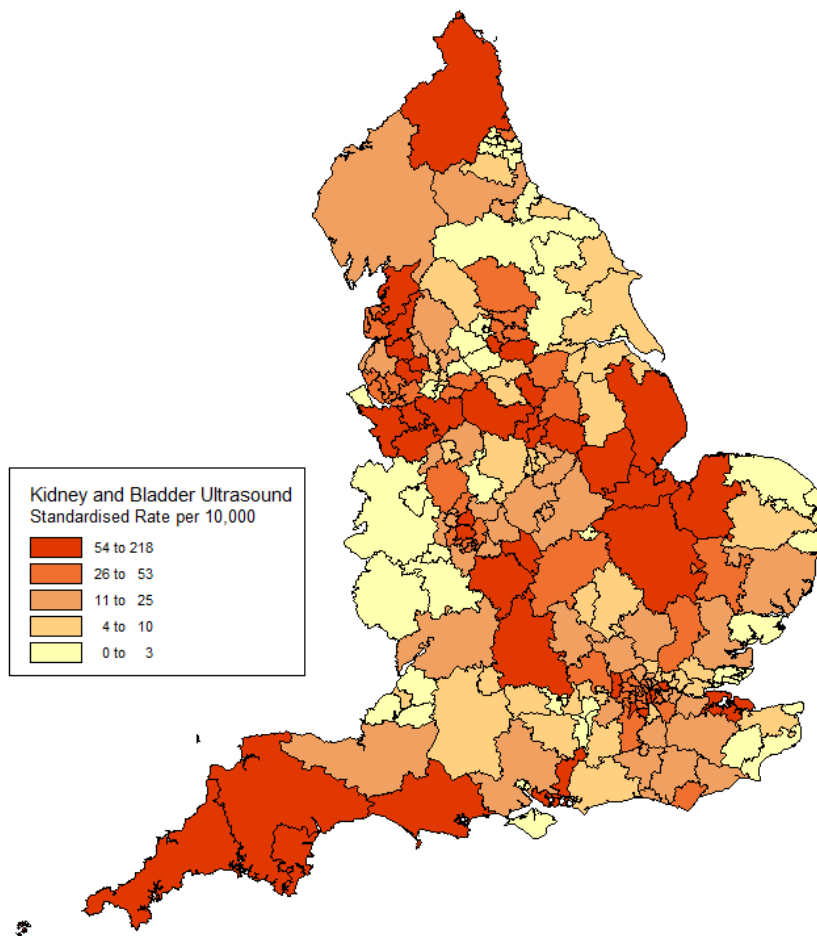 Kidney and Bladder Ultrasound
Standardised Rate per 10,000
54 to 218
26 to 53
11 to 25
4 to 10
0 to 3